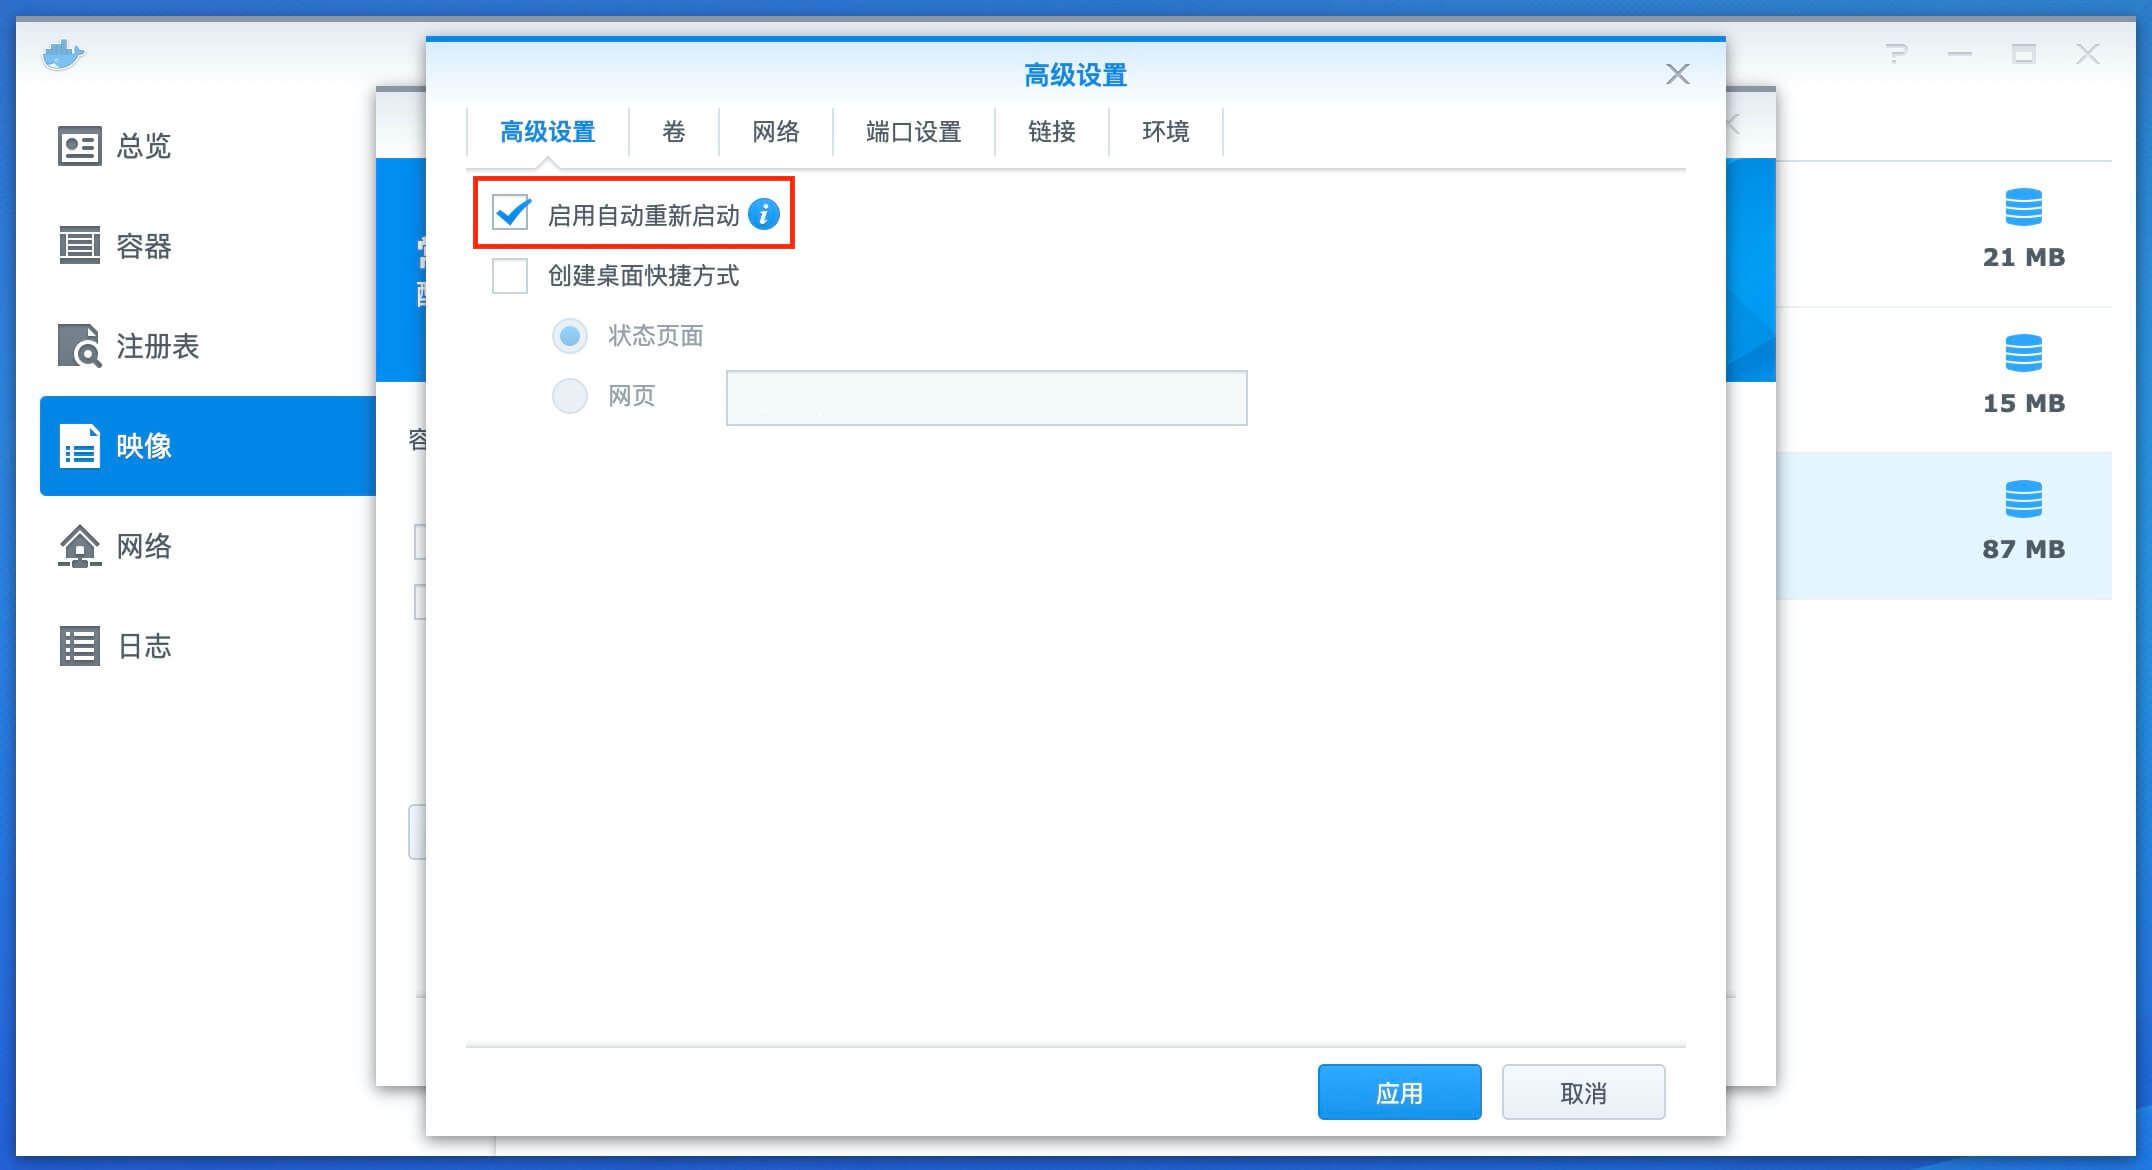 高级设置
高级设置
卷
网络
端口设置
链接
环境
启用自动重新启动
创建桌面快捷方式
状态页面
网页
应用
取消
总览
容器
注册表
映像
网络
日志
21 MB
15 MB
87 MB